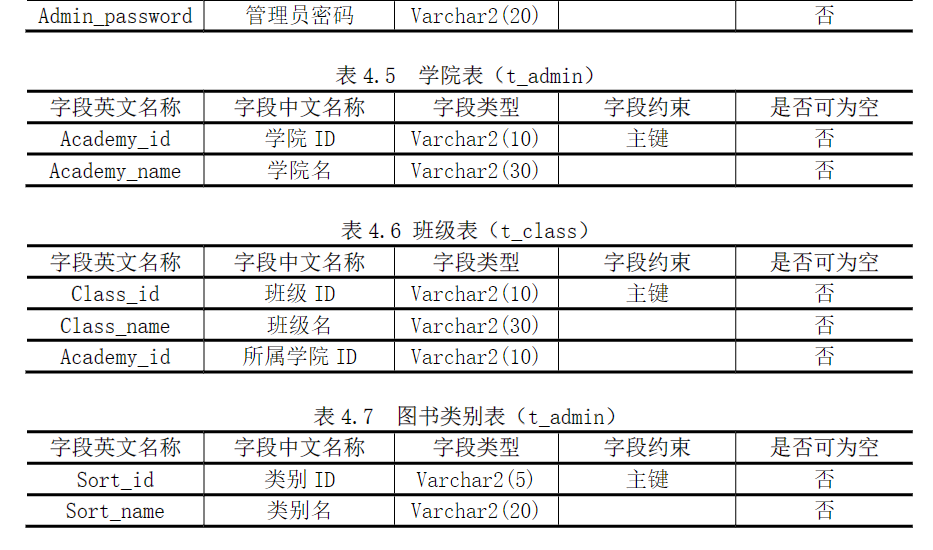 Admin_password 管理员密码 Varchar2(20) 否
表 4.5 学院表（t_admin）
字段英文名称 字段中文名称 字段类型 字段约束 是否可为空
Academy_id 学院 ID Varchar2(10) 主键 否
Academy_name 学院名 Varchar2(30) 否
表 4.6 班级表（t_class）
字段英文名称 字段中文名称 字段类型 字段约束 是否可为空
Class_id 班级 ID Varchar2(10) 主键 否
Class_name 班级名 Varchar2(30) 否
Academy_id 所属学院 ID Varchar2(10) 否
表 4.7 图书类别表（t_admin）
字段英文名称 字段中文名称 字段类型 字段约束 是否可为空
Sort_id 类别 ID Varchar2(5) 主键 否
Sort_name 类别名 Varchar2(20) 否